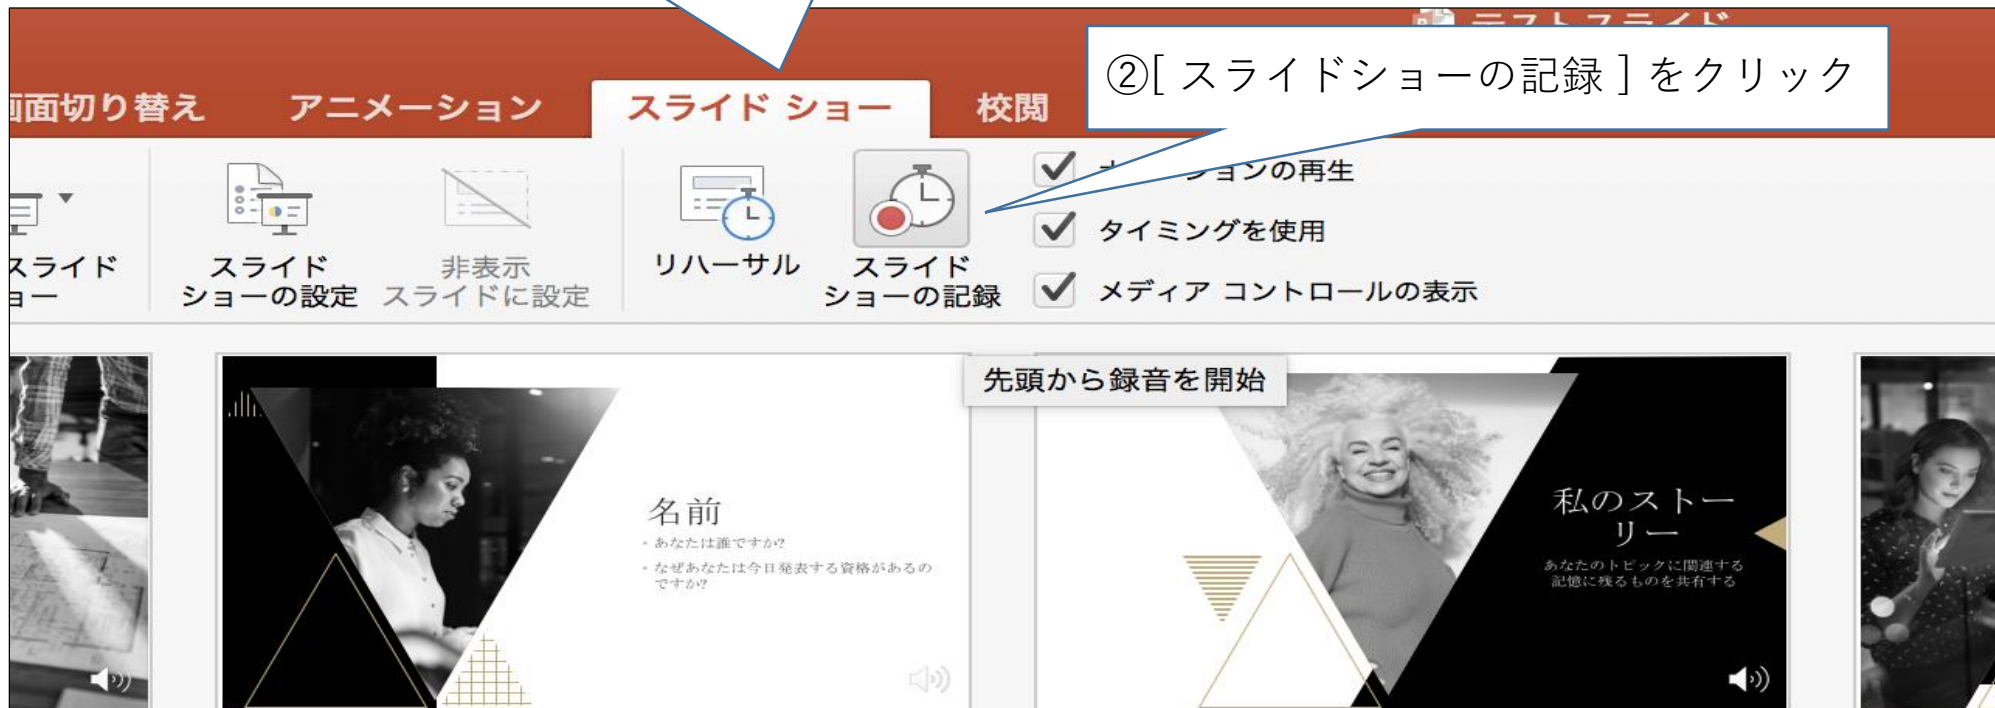 テストスライド
②[ スライドショーの記録 ] をクリック
画面切り替え
アニメーション
スライド ショー
校閲
スライド
ショー
スライド
ショーの設定
非表示
スライドに設定
リハーサル
スライド
ショーの記録
ションの再生
タイミングを使用
メディア コントロールの表示
先頭から録音を開始
名前
あなたは誰ですか?
なぜあなたは今日発表する資格があるの
ですか?
私のストー
リー
あなたのトピックに関連する
記憶に残るものを共有する